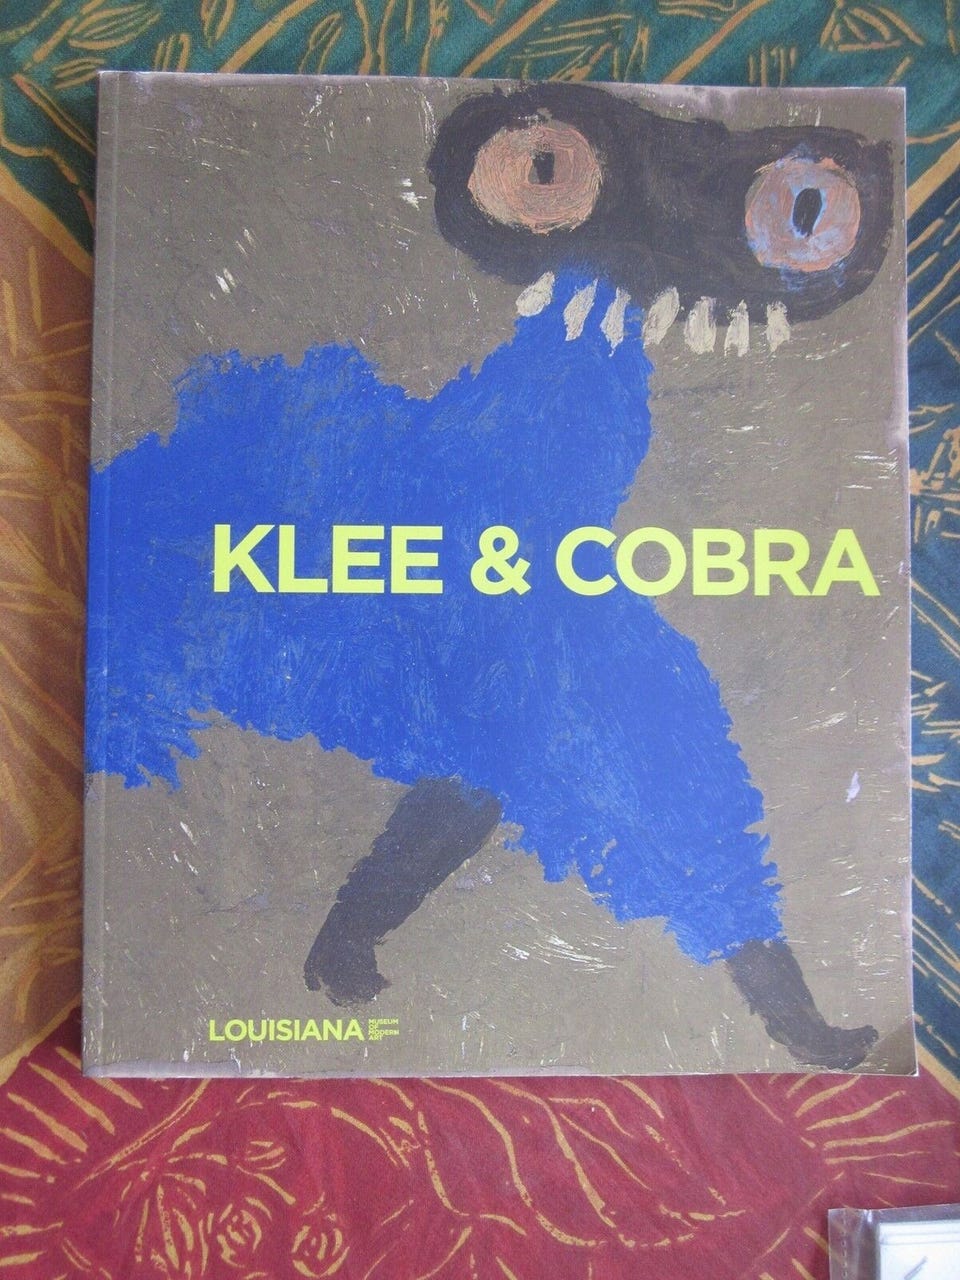 KLEE & COBRA
LOUISIANA
MUSEUM
OF
MODERN
ART